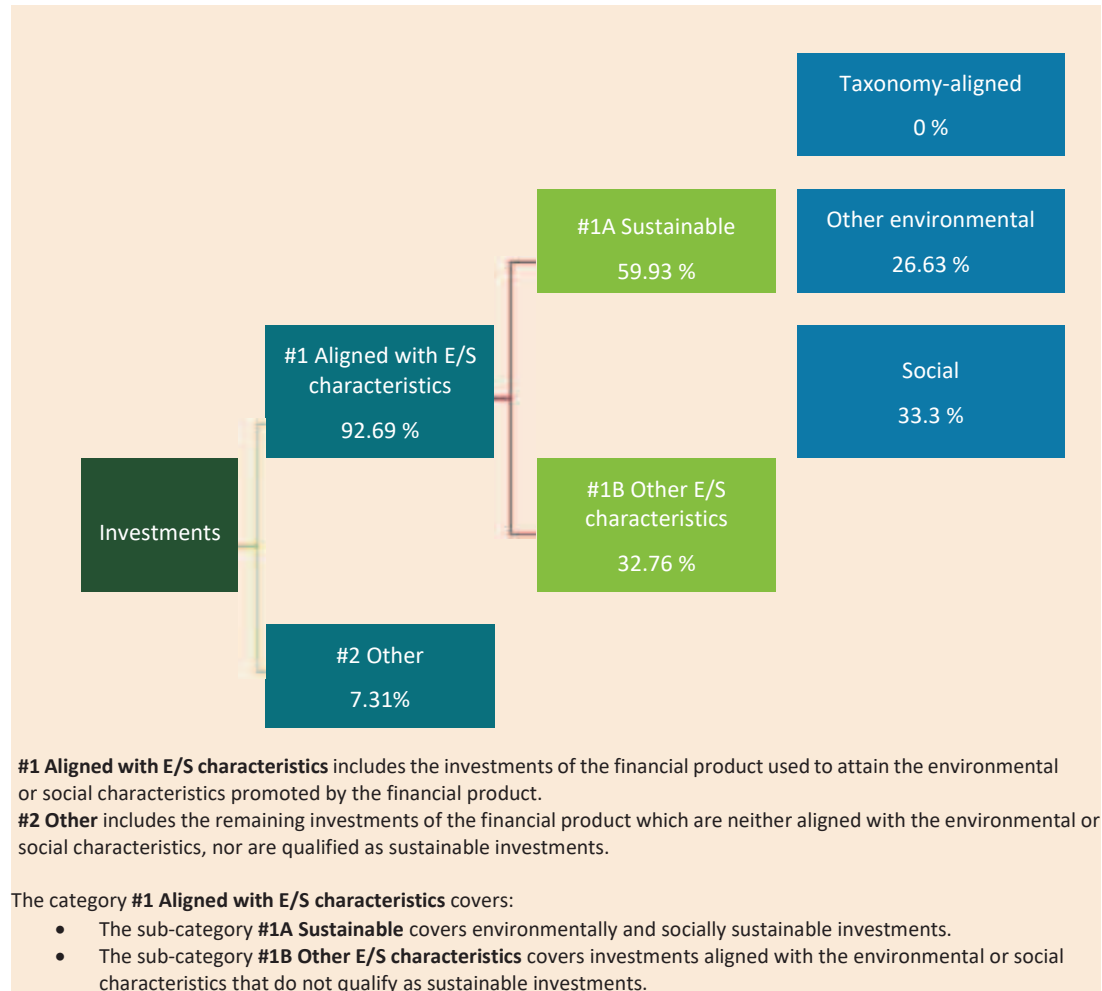 Taxonomy-aligned
0 %
#1A Sustainable
59.93 %
Other environmental
26.63 %
#1 Aligned with E/S
characteristics
92.69 %
Social
33.3 %
Investments
#1B Other E/S
characteristics
32.76 %
#2 Other
7.31%
#1 Aligned with E/S characteristics includes the investments of the financial product used to attain the environmental
or social characteristics promoted by the financial product.
#2 Other includes the remaining investments of the financial product which are neither aligned with the environmental or
social characteristics, nor are qualified as sustainable investments.
The category #1 Aligned with E/S characteristics covers:
• The sub-category #1A Sustainable covers environmentally and socially sustainable investments.
• The sub-category #1B Other E/S characteristics covers investments aligned with the environmental or social
characteristics that do not qualify as sustainable investments.